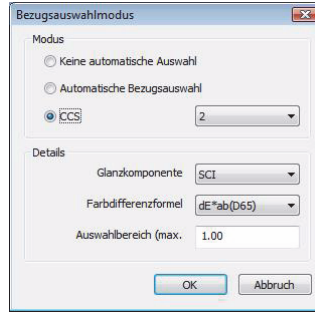 Bezugsauswahlmodus
Modus
Keine automatische Auswahl
Automatische Bezugsauswahl
CCS 2
Details
Glanzkomponente SCI
Farbdifferenzformel dE*ab(D65)
Auswahlbereich (max. 1.00
OK Abbruch